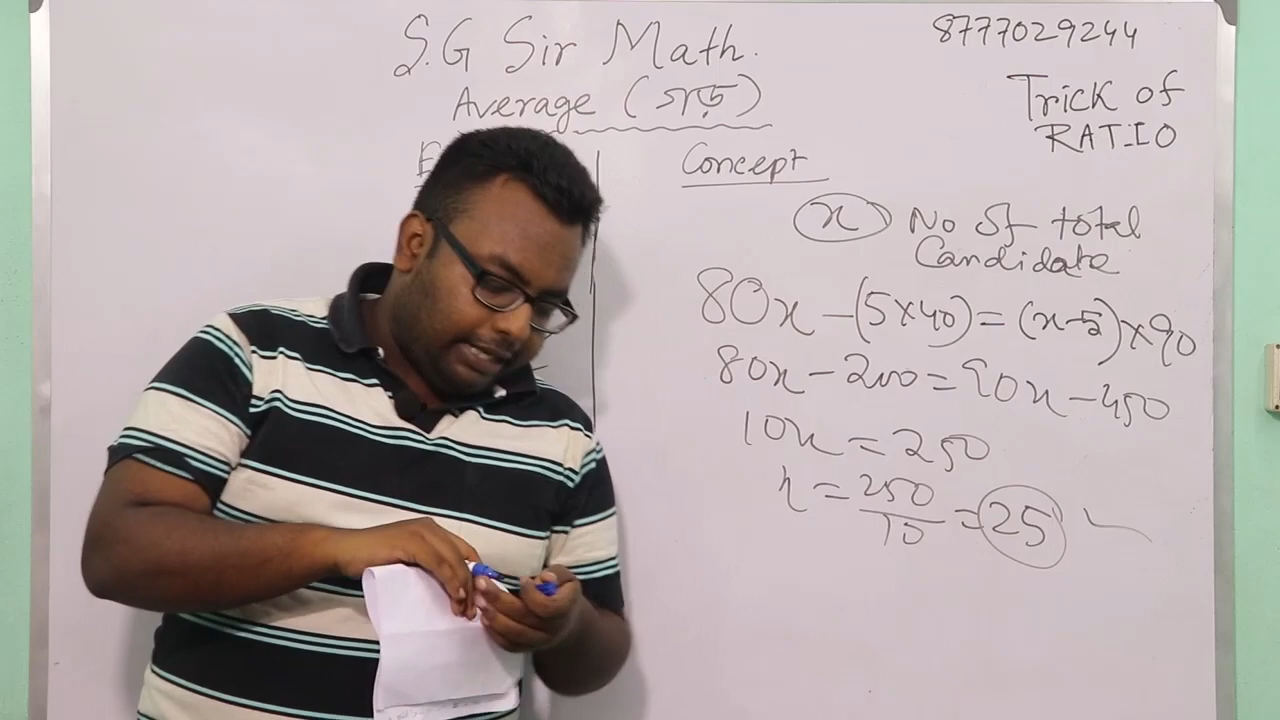 S.G Sir Math.
8777029244
Average (গড়)
Trick of
RATIO
Concept
x No of total
Candidate
80x - (5×40) = (x-5)×90
80x - 200 = 90x - 450
10x = 250
x = 250/10 = 25